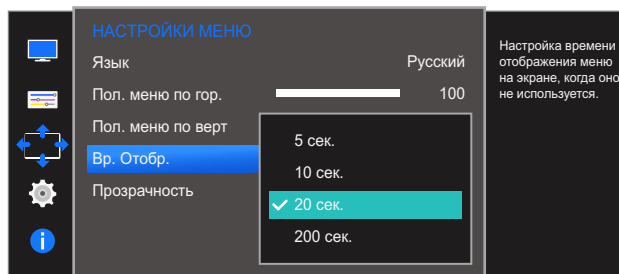 НАСТРОЙКИ МЕНЮ
Язык Русский
Пол. меню по гор. 100
Пол. меню по верт
Вр. Отобр.
Прозрачность
5 сек.
10 сек.
20 сек.
200 сек.
Настройка времени
отображения меню
на экране, когда оно
не используется.